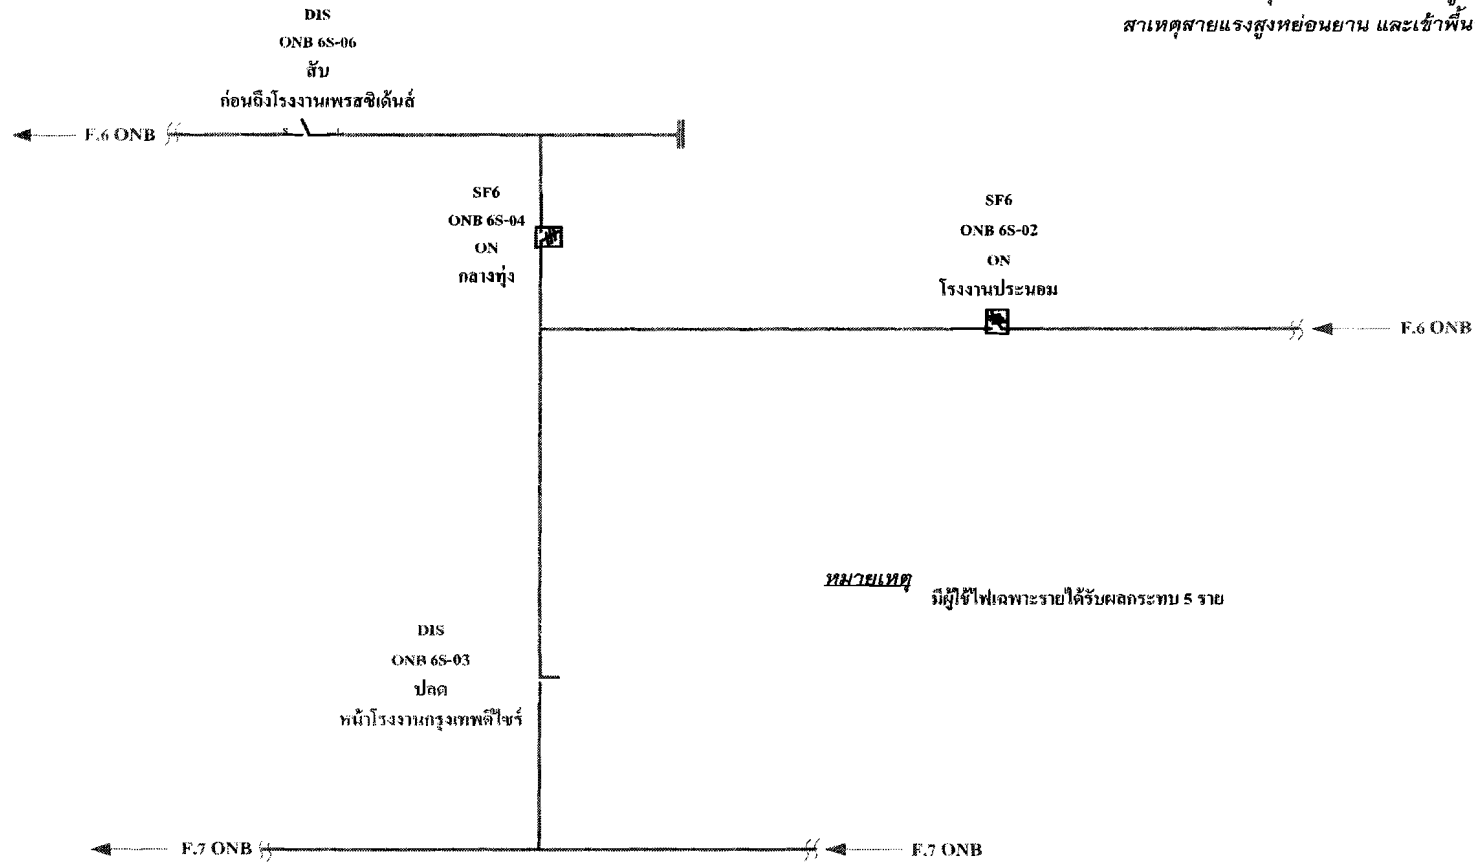 สาเหตุสายแรงสูงหย่อนยาน และเข้าพื้น
DIS
ONB 6S-06
สับ
ก่อนถึงโรงงานเพรสซิเด้นส์
F.6 ONB
SF6
ONB 6S-04
ON
กลางทุ่ง
SF6
ONB 6S-02
ON
โรงงานประนอม
F.6 ONB
หมายเหตุ
มีผู้ใช้ไฟเฉพาะรายได้รับผลกระทบ 5 ราย
DIS
ONB 6S-03
ปลด
หน้าโรงงานกรุงเทพดีไซร์
F.7 ONB
F.7 ONB